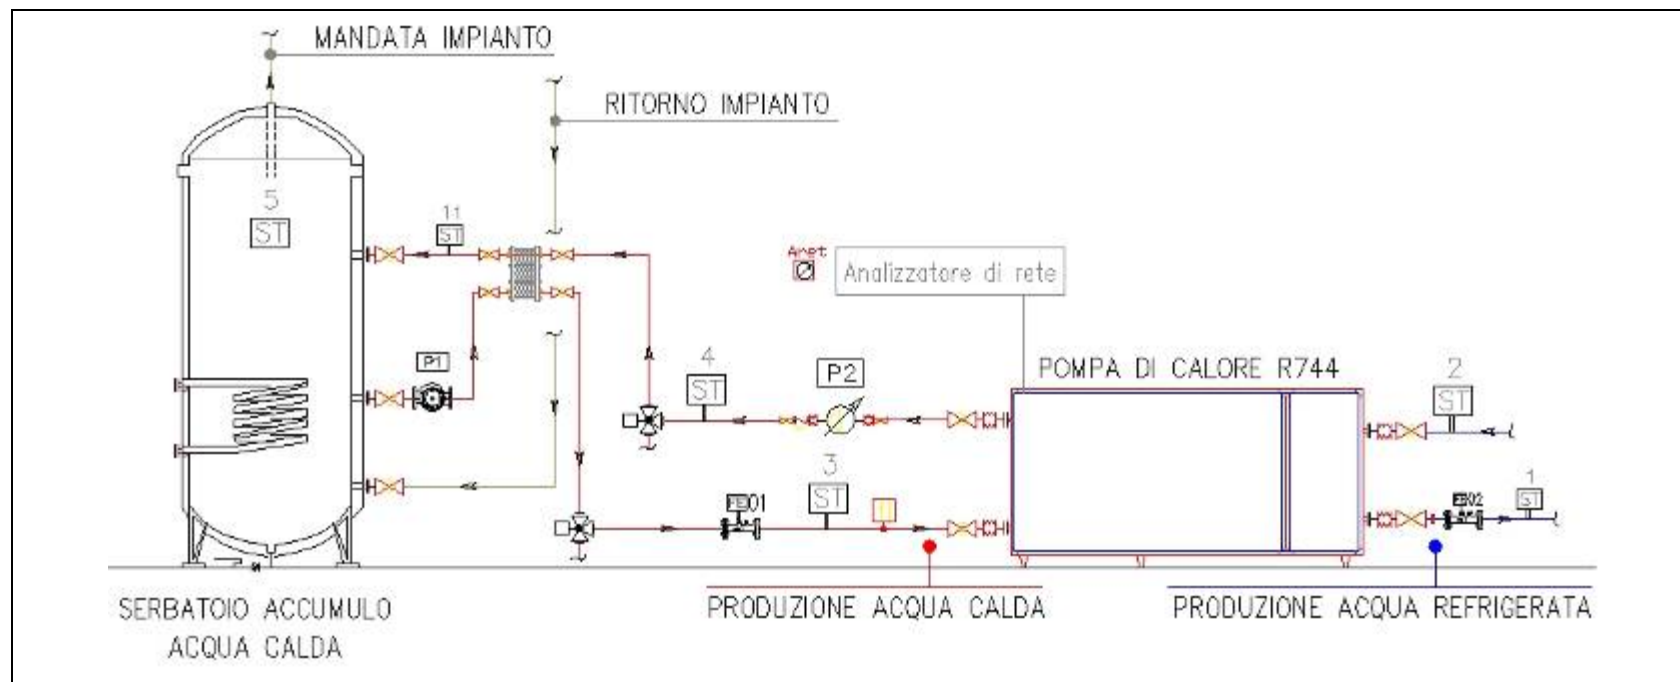 MANDATA IMPIANTO
RITORNO IMPIANTO
5
ST
11
ST
Anet
Analizzatore di rete
P1
4
ST
P2
POMPA DI CALORE R744
2
ST
3
ST
1
ST
PRODUZIONE ACQUA CALDA
PRODUZIONE ACQUA REFRIGERATA
SERBATOIO ACCUMULO
ACQUA CALDA